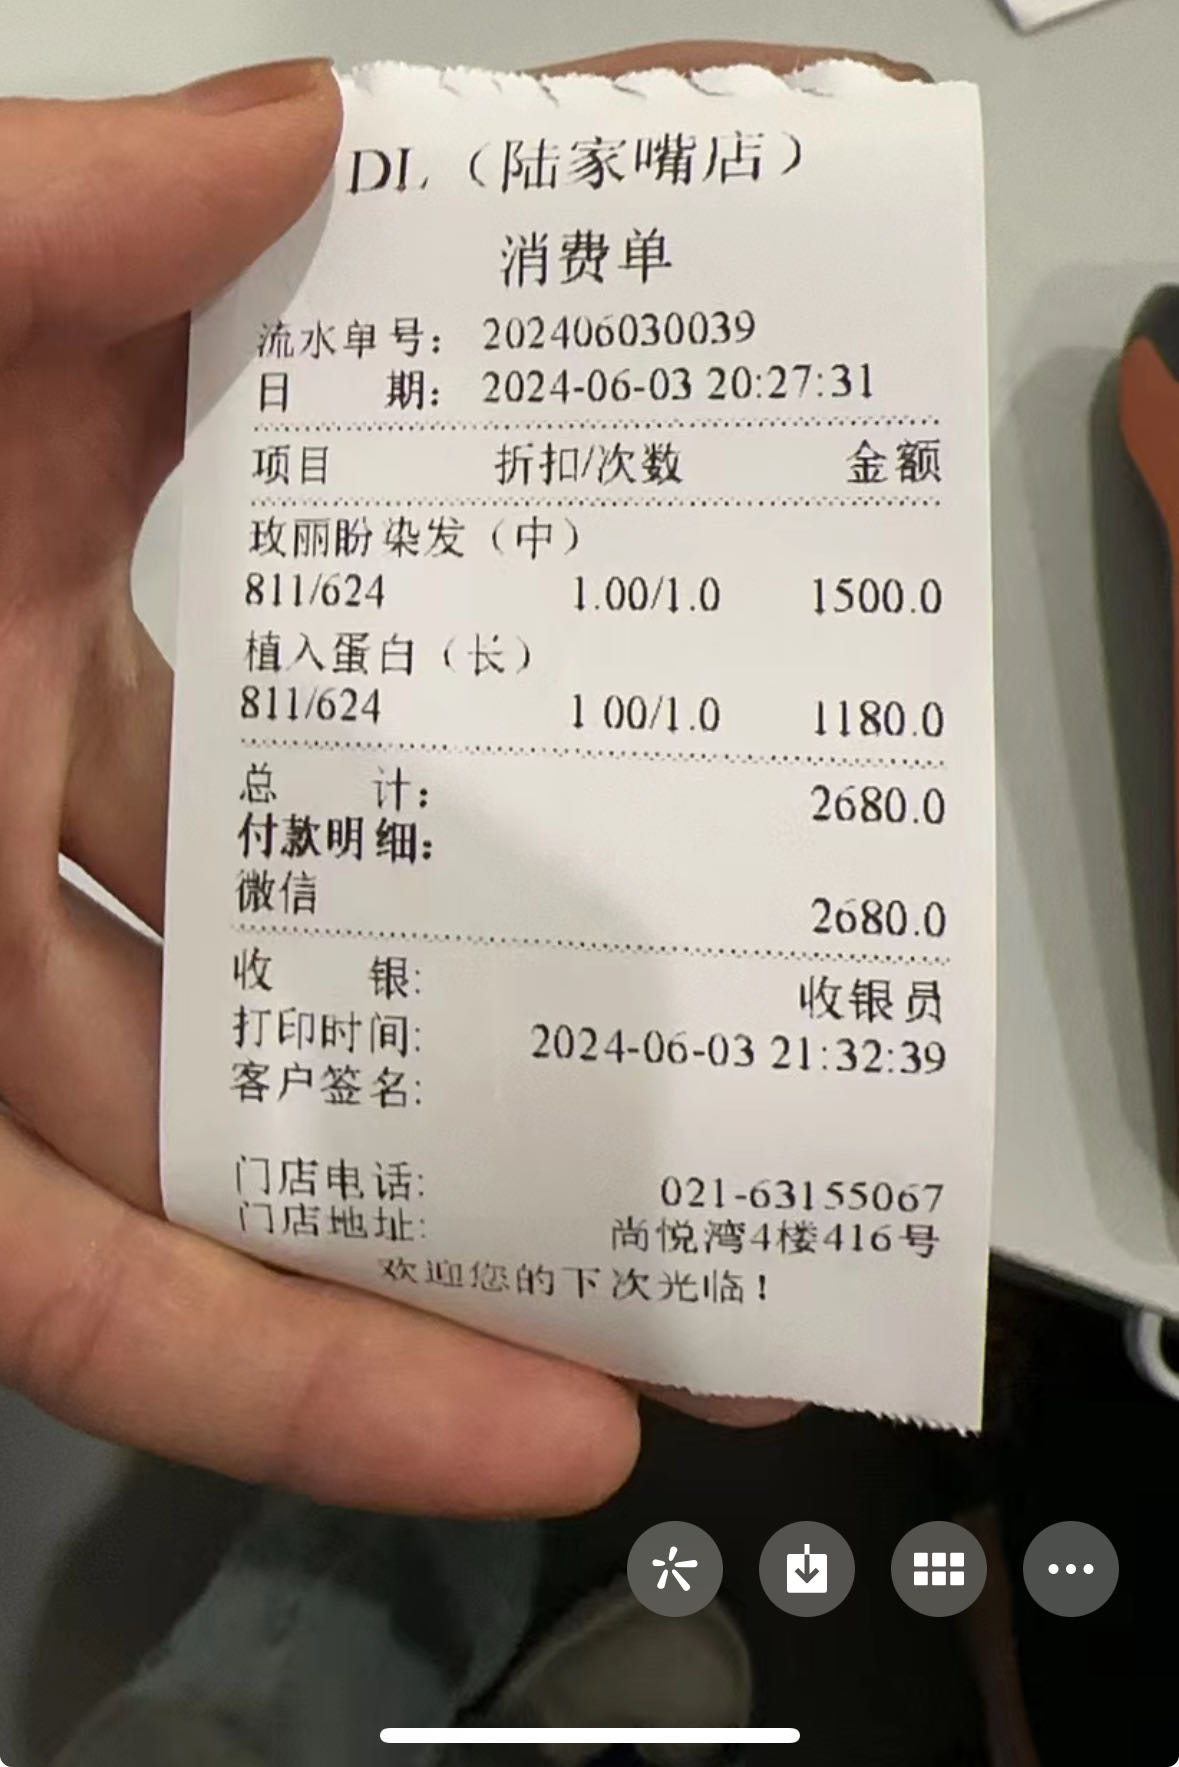 DL（陆家嘴店）
消费单
流水单号： 202406030039
日 期： 2024-06-03 20:27:31
项目 折扣/次数 金额
玫丽盼染发（中）
811/624 1.00/1.0 1500.0
植入蛋白（长）
811/624 1 00/1.0 1180.0
总 计： 2680.0
付款明细：
微信 2680.0
收 银: 收银员
打印时间: 2024-06-03 21:32:39
客户签名:
门店电话: 021-63155067
门店地址: 尚悦湾4楼416号
欢迎您的下次光临！